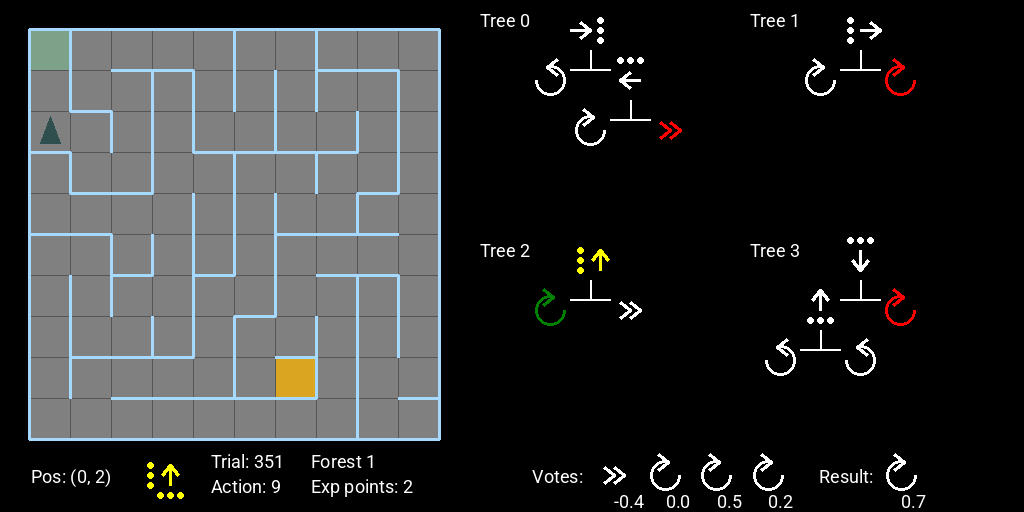 Tree 0
Tree 1
Tree 2
Tree 3
Pos: (0, 2)
Trial: 351
Forest 1
Action: 9
Exp points: 2
Votes:
-0.4
0.0
0.5
0.2
Result:
0.7